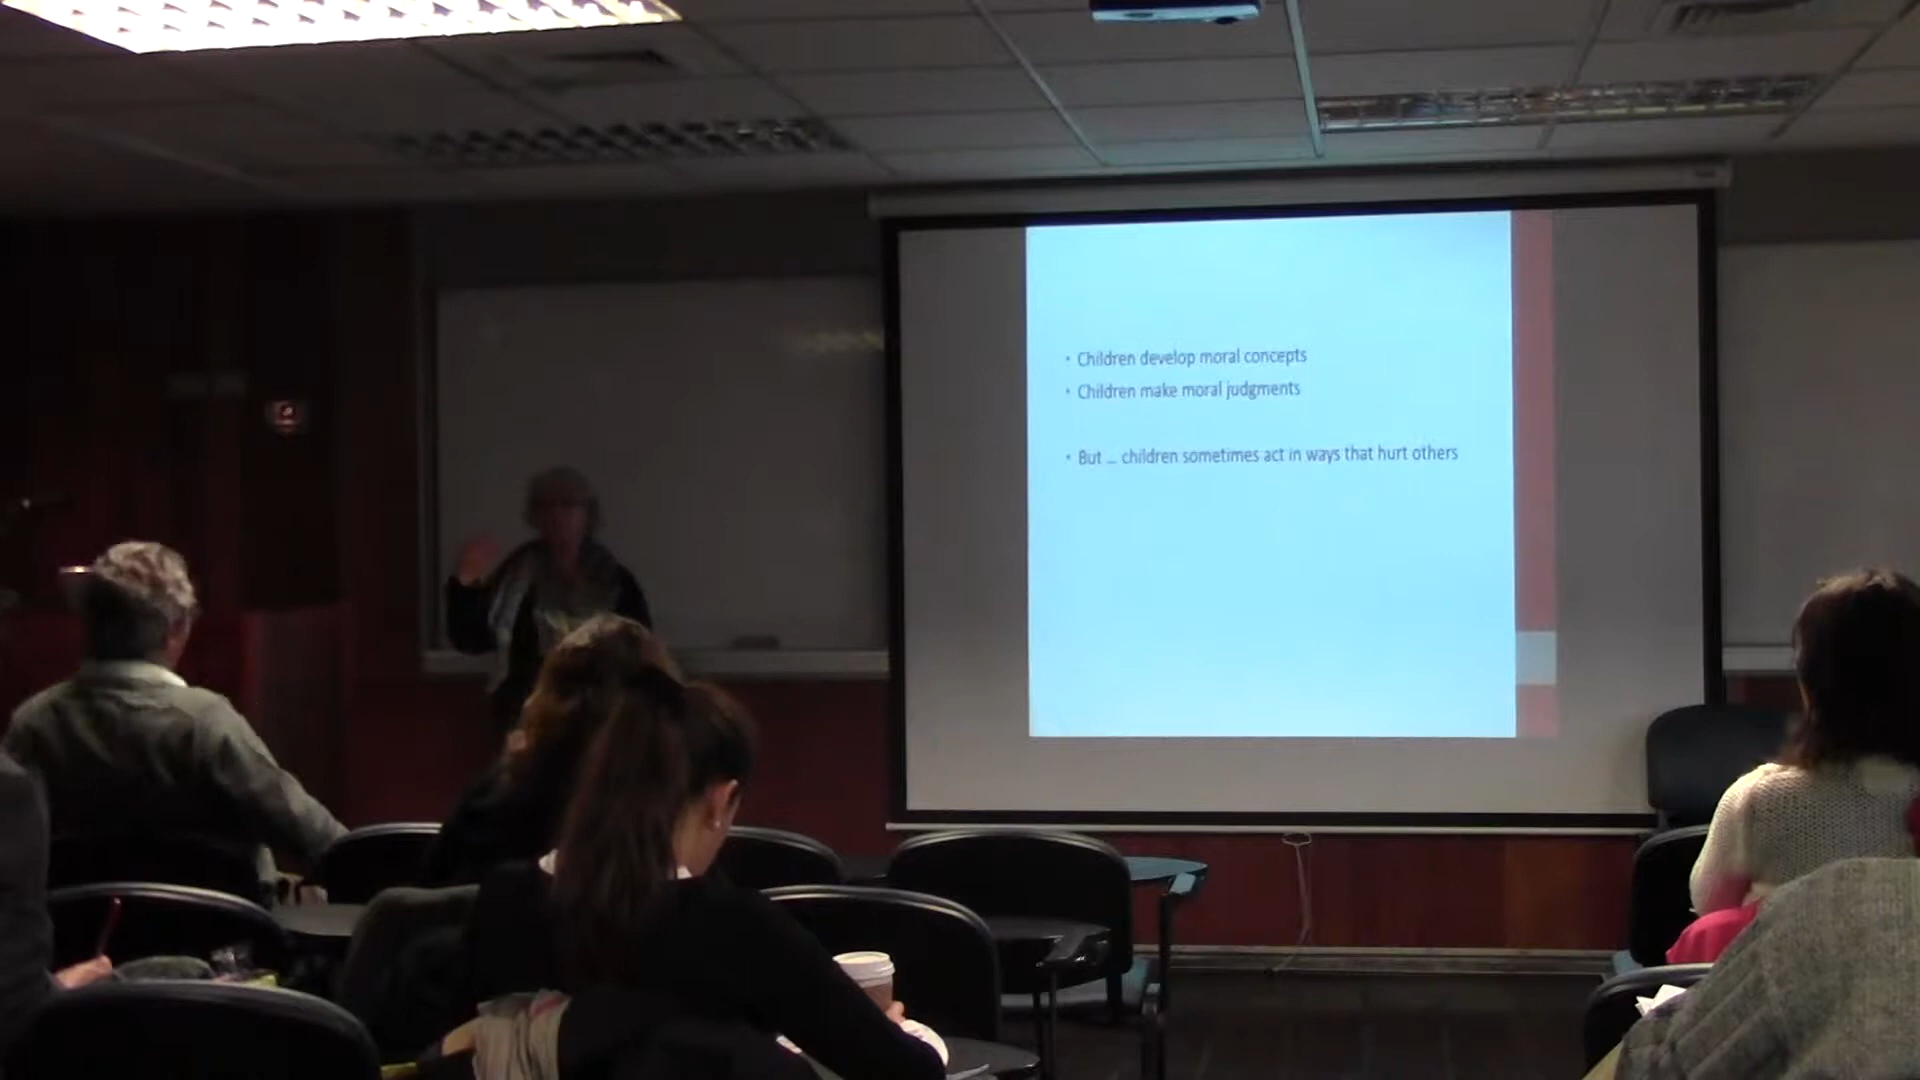 • Children develop moral concepts
• Children make moral judgments
• But ... children sometimes act in ways that hurt others